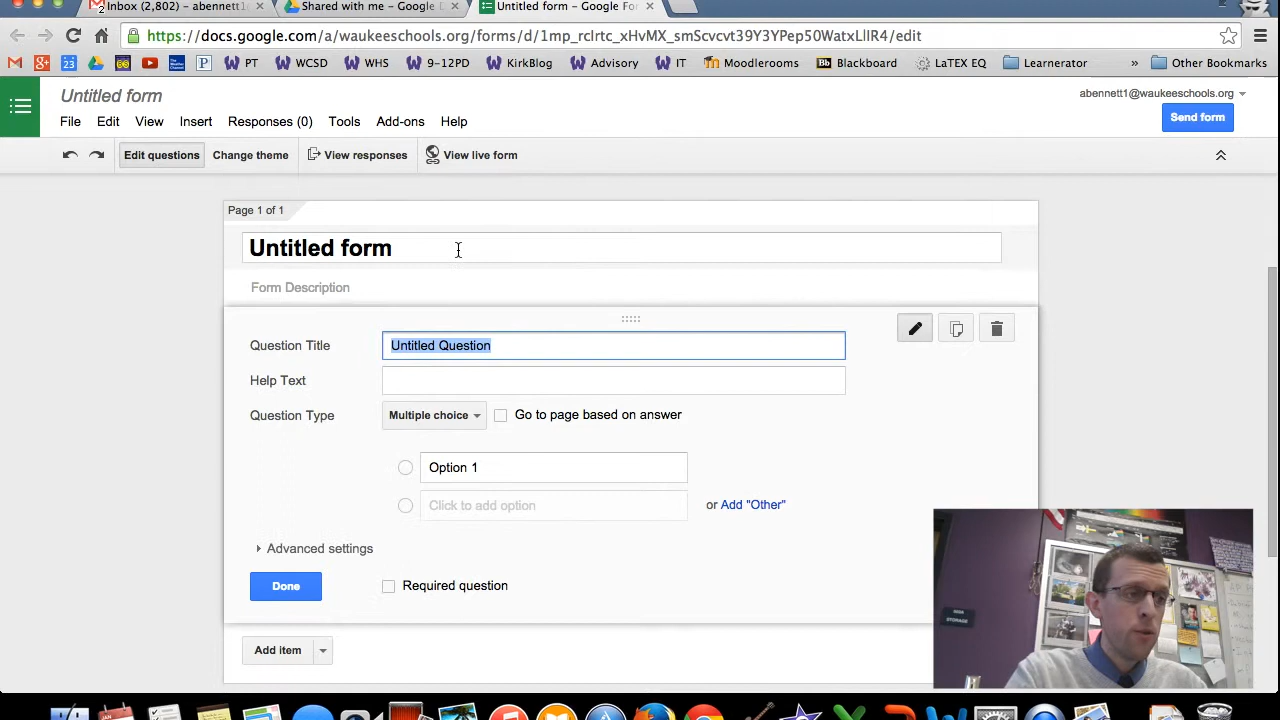 Inbox (2,802) – abennett1
Shared with me – Google D
Untitled form – Google For
https://docs.google.com/a/waukeeschools.org/forms/d/1mp_rclrtc_xHvMX_smScvcvt39Y3YPep50WatxLllR4/edit
PT WCSD WHS 9-12PD KirkBlog Advisory IT Moodlerooms Blackboard LaTEX EQ Learnerator » Other Bookmarks
Untitled form
abennett1@waukeeschools.org
File Edit View Insert Responses (0) Tools Add-ons Help
Send form
Edit questions Change theme View responses View live form
Page 1 of 1
Untitled form
Form Description
Question Title Untitled Question
Help Text
Question Type Multiple choice Go to page based on answer
Option 1
Click to add option or Add "Other"
Advanced settings
Done Required question
Add item